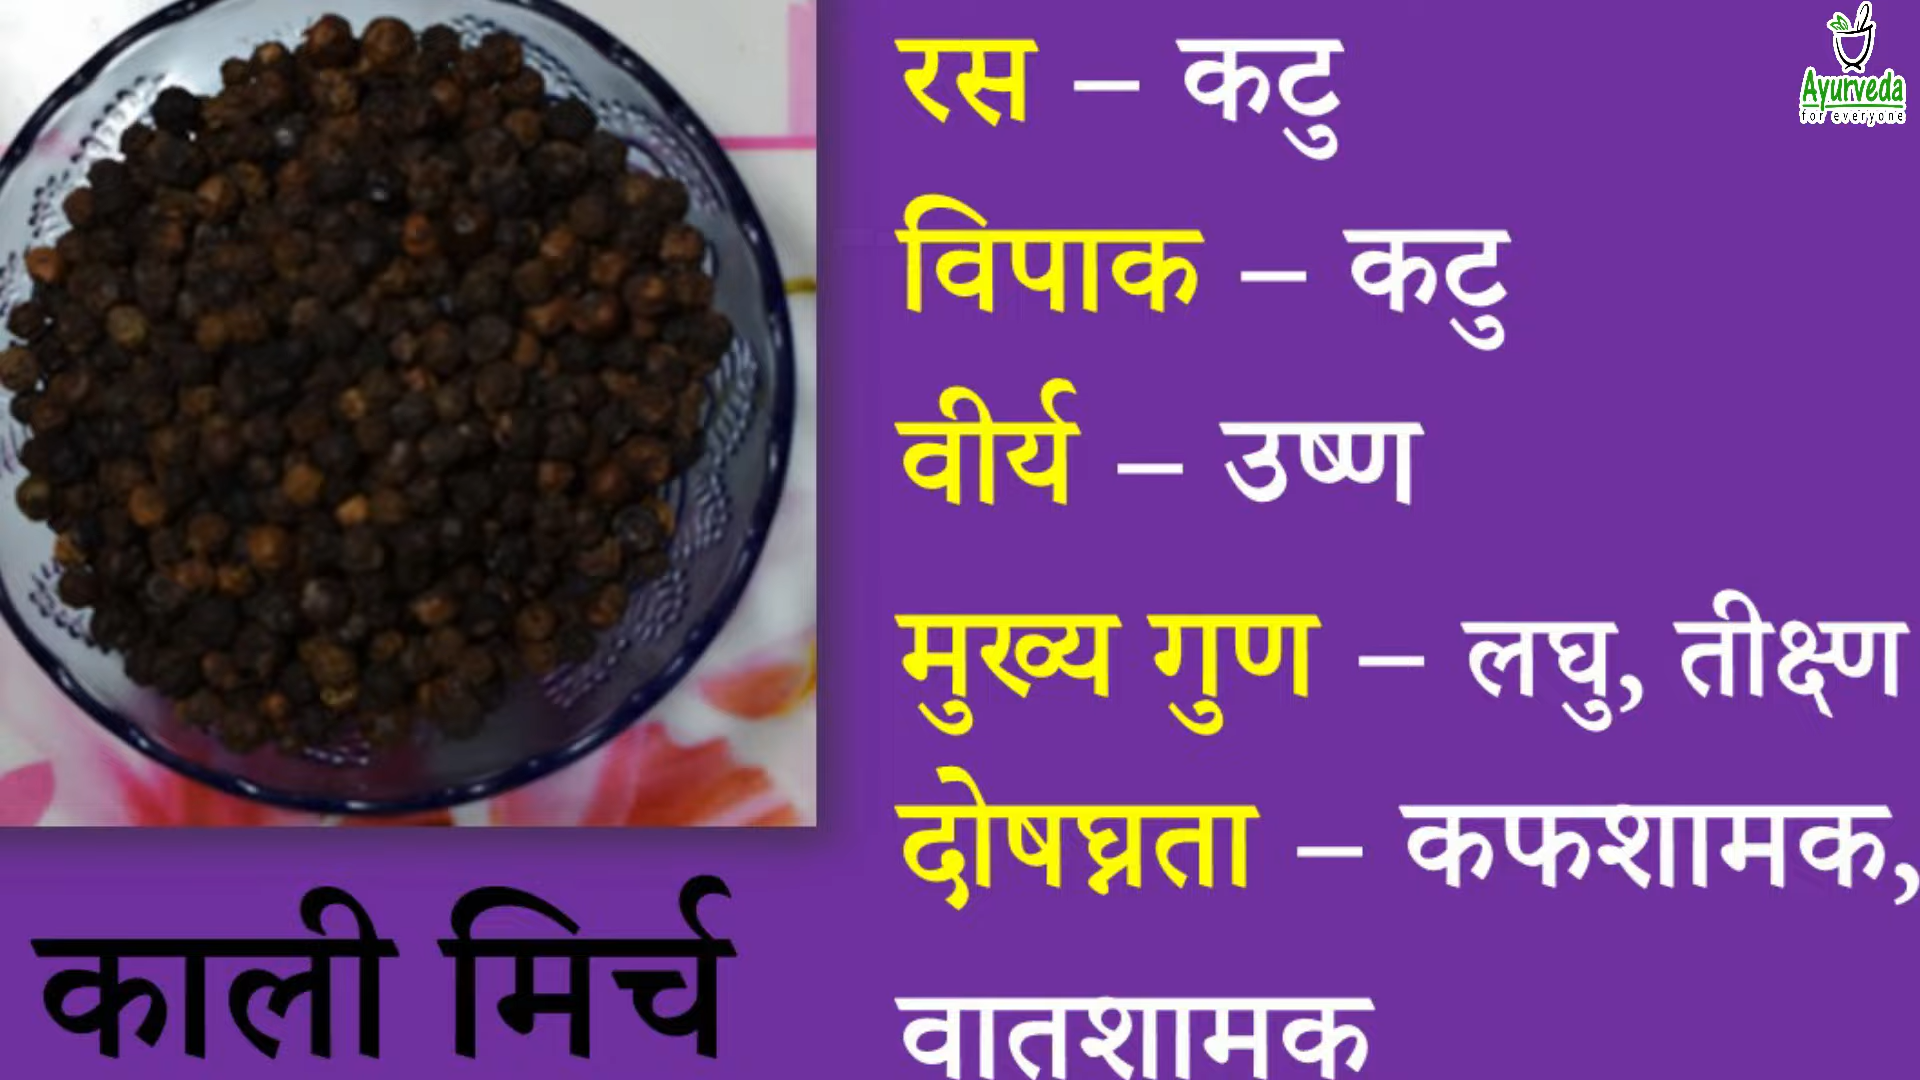 रस – कटु
विपाक – कटु
वीर्य – उष्ण
मुख्य गुण – लघु, तीक्ष्ण
दोषघ्नता – कफशामक,
वातशामक
काली मिर्च
Ayurveda
for everyone